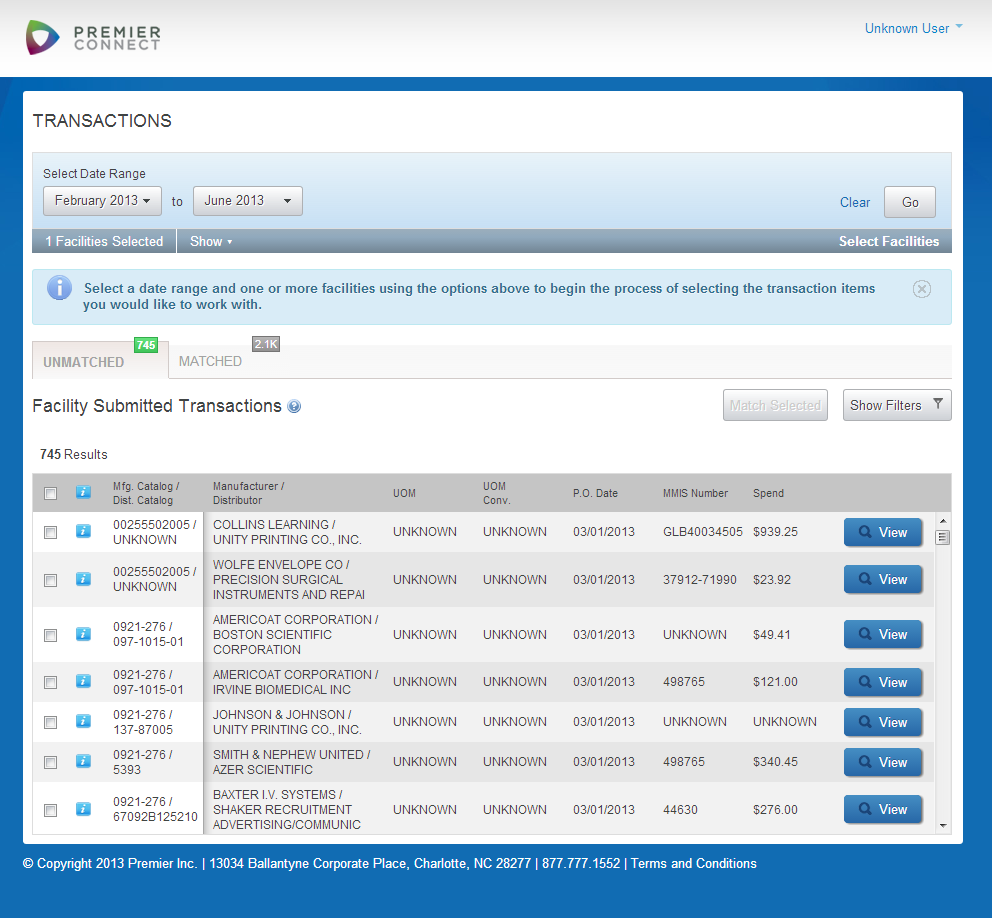 PREMIER
CONNECT
Unknown User
TRANSACTIONS
Select Date Range
February 2013 to June 2013 Clear Go
1 Facilities Selected Show Select Facilities
Select a date range and one or more facilities using the options above to begin the process of selecting the transaction items
you would like to work with.
UNMATCHED 745 MATCHED 2.1K
Facility Submitted Transactions Match Selected Show Filters
745 Results
Mfg. Catalog / Manufacturer / UOM UOM P.O. Date MMIS Number Spend
Dist. Catalog Distributor Conv.
00255502005 / COLLINS LEARNING / UNKNOWN UNKNOWN 03/01/2013 GLB40034505 $939.25 View
UNKNOWN UNITY PRINTING CO., INC.
00255502005 / WOLFE ENVELOPE CO / UNKNOWN UNKNOWN 03/01/2013 37912-71990 $23.92 View
UNKNOWN PRECISION SURGICAL
INSTRUMENTS AND REPAI
0921-276 / AMERICOAT CORPORATION / UNKNOWN UNKNOWN 03/01/2013 UNKNOWN $49.41 View
097-1015-01 BOSTON SCIENTIFIC
CORPORATION
0921-276 / AMERICOAT CORPORATION / UNKNOWN UNKNOWN 03/01/2013 498765 $121.00 View
097-1015-01 IRVINE BIOMEDICAL INC
0921-276 / JOHNSON & JOHNSON / UNKNOWN UNKNOWN 03/01/2013 UNKNOWN UNKNOWN View
137-87005 UNITY PRINTING CO., INC.
0921-276 / SMITH & NEPHEW UNITED / UNKNOWN UNKNOWN 03/01/2013 498765 $340.45 View
5393 AZER SCIENTIFIC
0921-276 / BAXTER I.V. SYSTEMS / UNKNOWN UNKNOWN 03/01/2013 44630 $276.00 View
67092B125210 SHAKER RECRUITMENT
ADVERTISING/COMMUNIC
© Copyright 2013 Premier Inc. | 13034 Ballantyne Corporate Place, Charlotte, NC 28277 | 877.777.1552 | Terms and Conditions